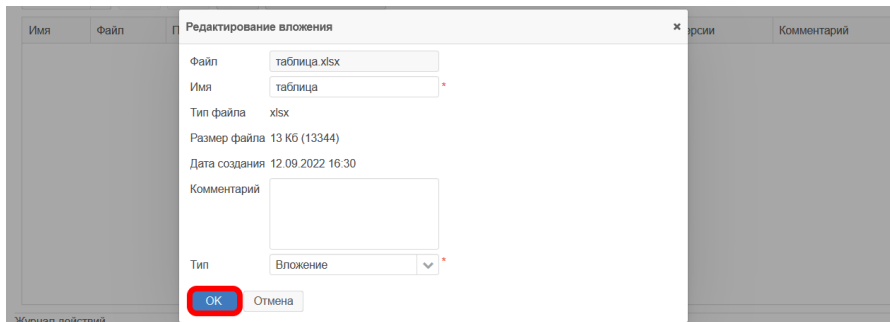 Имя Файл Редактирование вложения × Комментарий
Файл таблица.xlsx
Имя таблица *
Тип файла xlsx
Размер файла 13 Кб (13344)
Дата создания 12.09.2022 16:30
Комментарий
Тип Вложение *
OK Отмена
Журнал действий